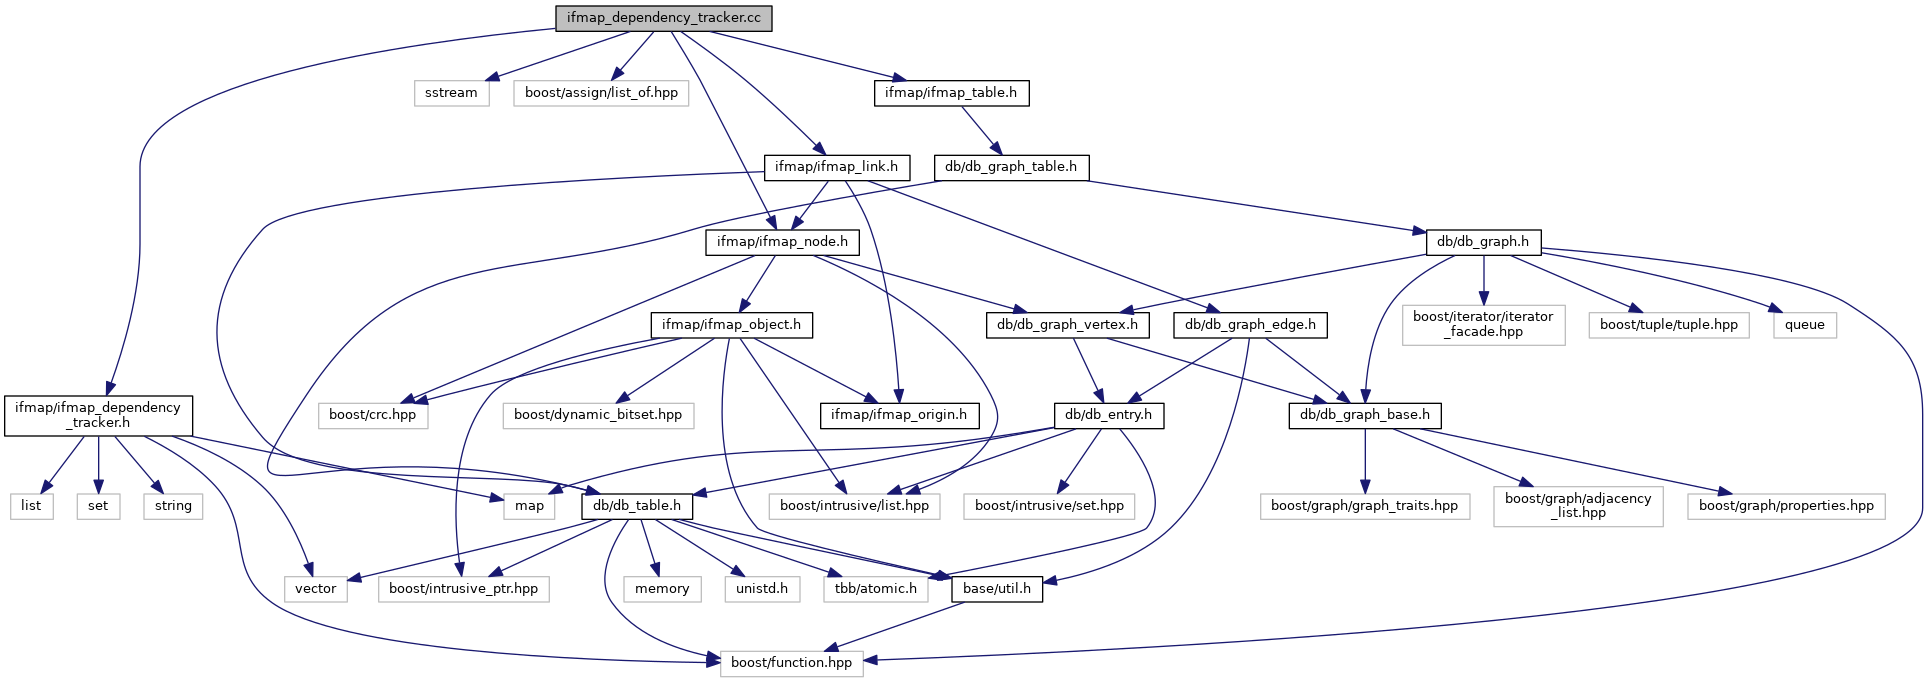 ifmap_dependency_tracker.cc
sstream
boost/assign/list_of.hpp
ifmap/ifmap_table.h
ifmap/ifmap_link.h
db/db_graph_table.h
ifmap/ifmap_node.h
db/db_graph.h
ifmap/ifmap_object.h
db/db_graph_vertex.h
db/db_graph_edge.h
boost/iterator/iterator
_facade.hpp
boost/tuple/tuple.hpp
queue
ifmap/ifmap_dependency
_tracker.h
boost/crc.hpp
boost/dynamic_bitset.hpp
ifmap/ifmap_origin.h
db/db_entry.h
db/db_graph_base.h
list
set
string
map
db/db_table.h
boost/intrusive/list.hpp
boost/intrusive/set.hpp
boost/graph/graph_traits.hpp
boost/graph/adjacency
_list.hpp
boost/graph/properties.hpp
vector
boost/intrusive_ptr.hpp
memory
unistd.h
tbb/atomic.h
base/util.h
boost/function.hpp